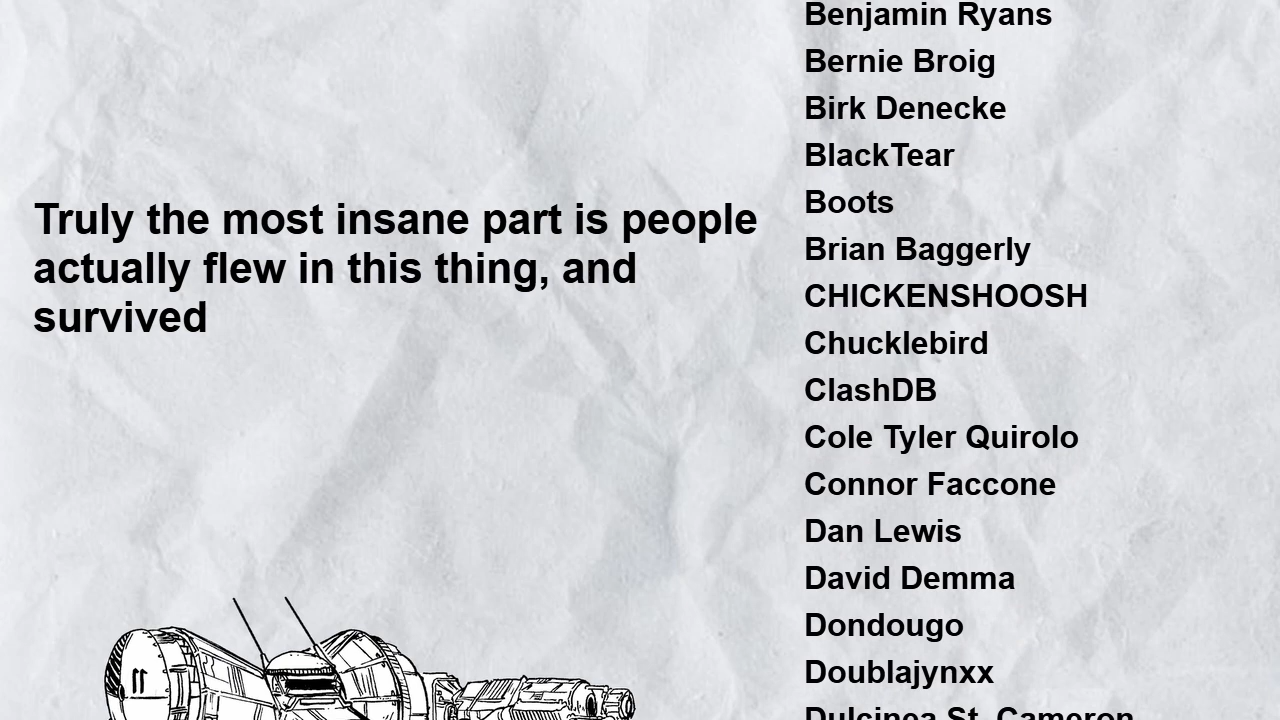 Truly the most insane part is people
actually flew in this thing, and
survived
Benjamin Ryans
Bernie Broig
Birk Denecke
BlackTear
Boots
Brian Baggerly
CHICKENSHOOSH
Chucklebird
ClashDB
Cole Tyler Quirolo
Connor Faccone
Dan Lewis
David Demma
Dondougo
Doublajynxx
Dulcinea St. Cameron